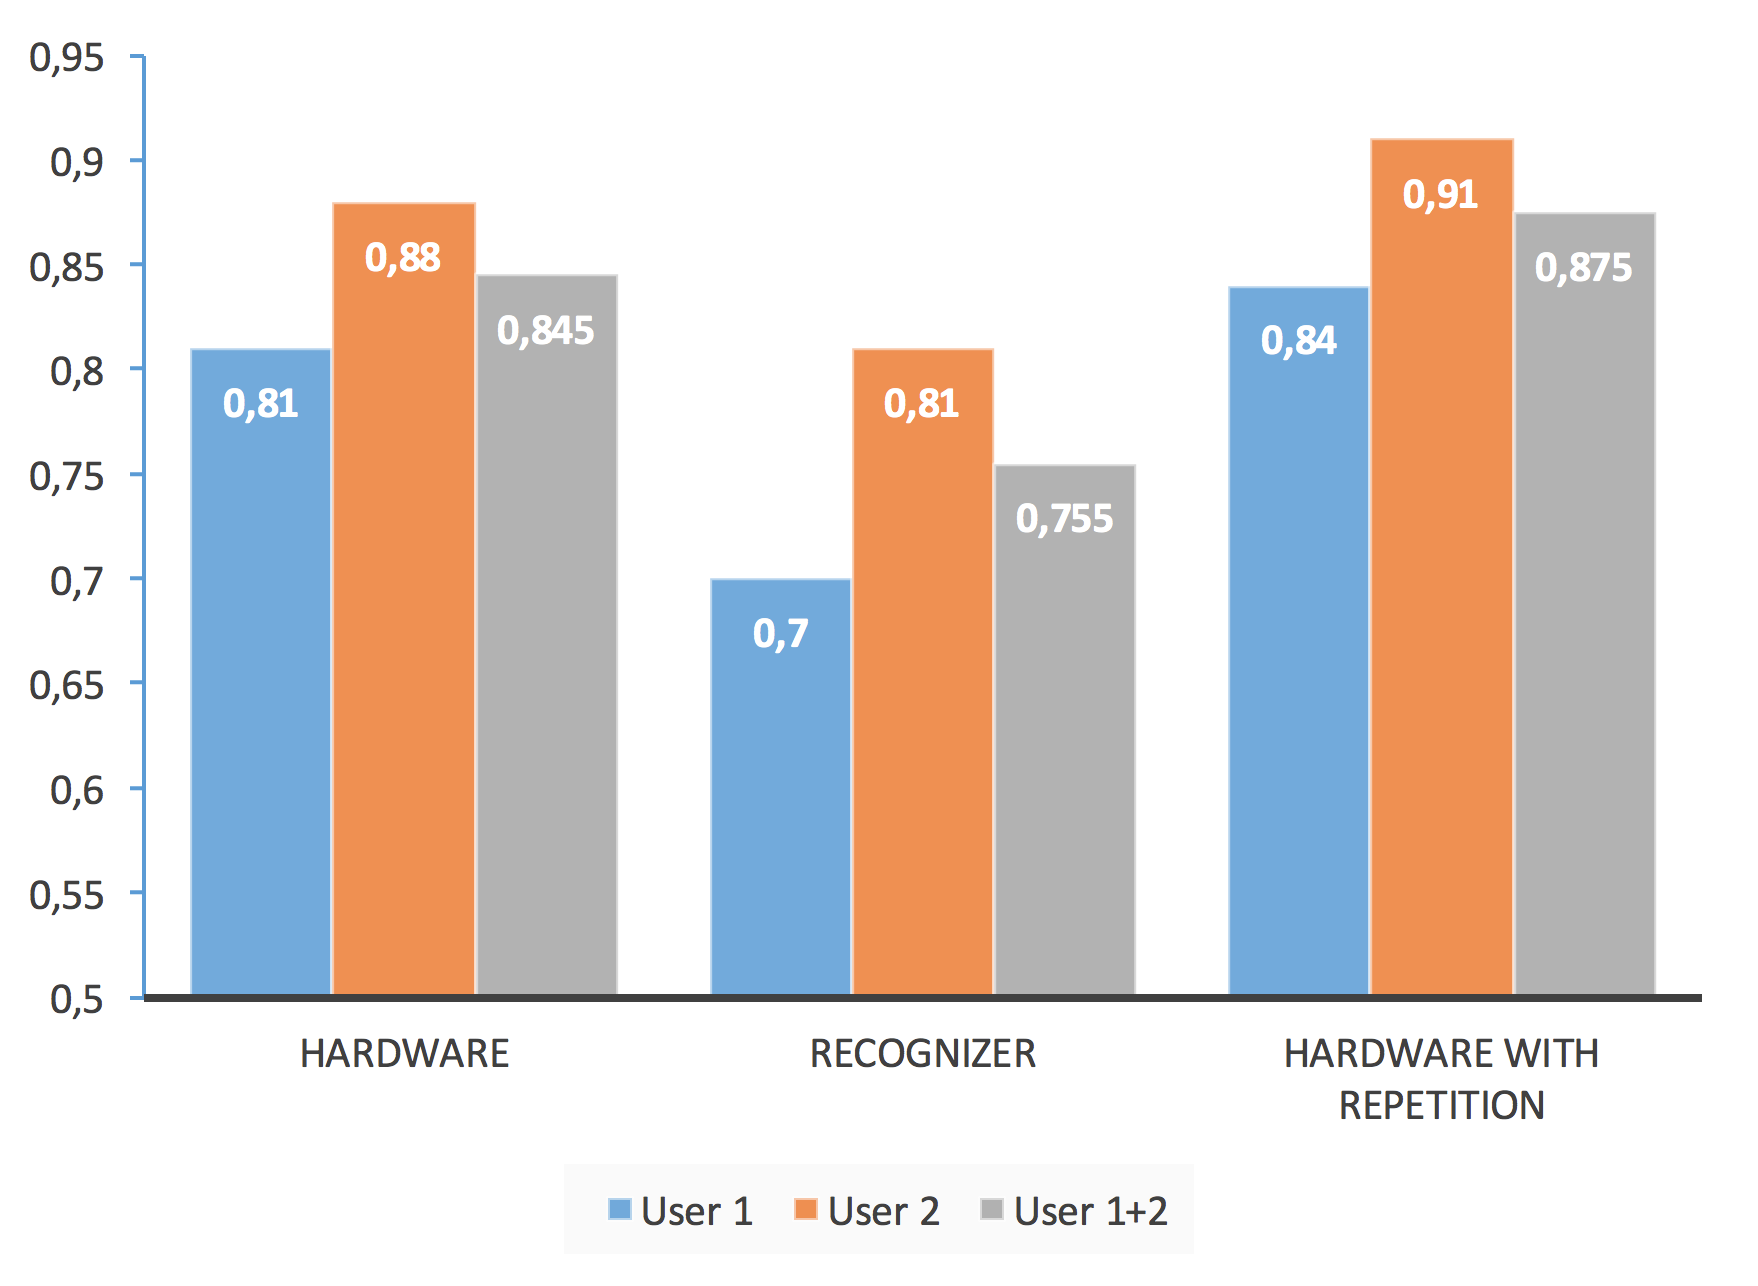 0,95
0,9
0,85
0,8
0,75
0,7
0,65
0,6
0,55
0,5
0,81
0,88
0,845
0,7
0,81
0,755
0,84
0,91
0,875
HARDWARE
RECOGNIZER
HARDWARE WITH
REPETITION
User 1
User 2
User 1+2